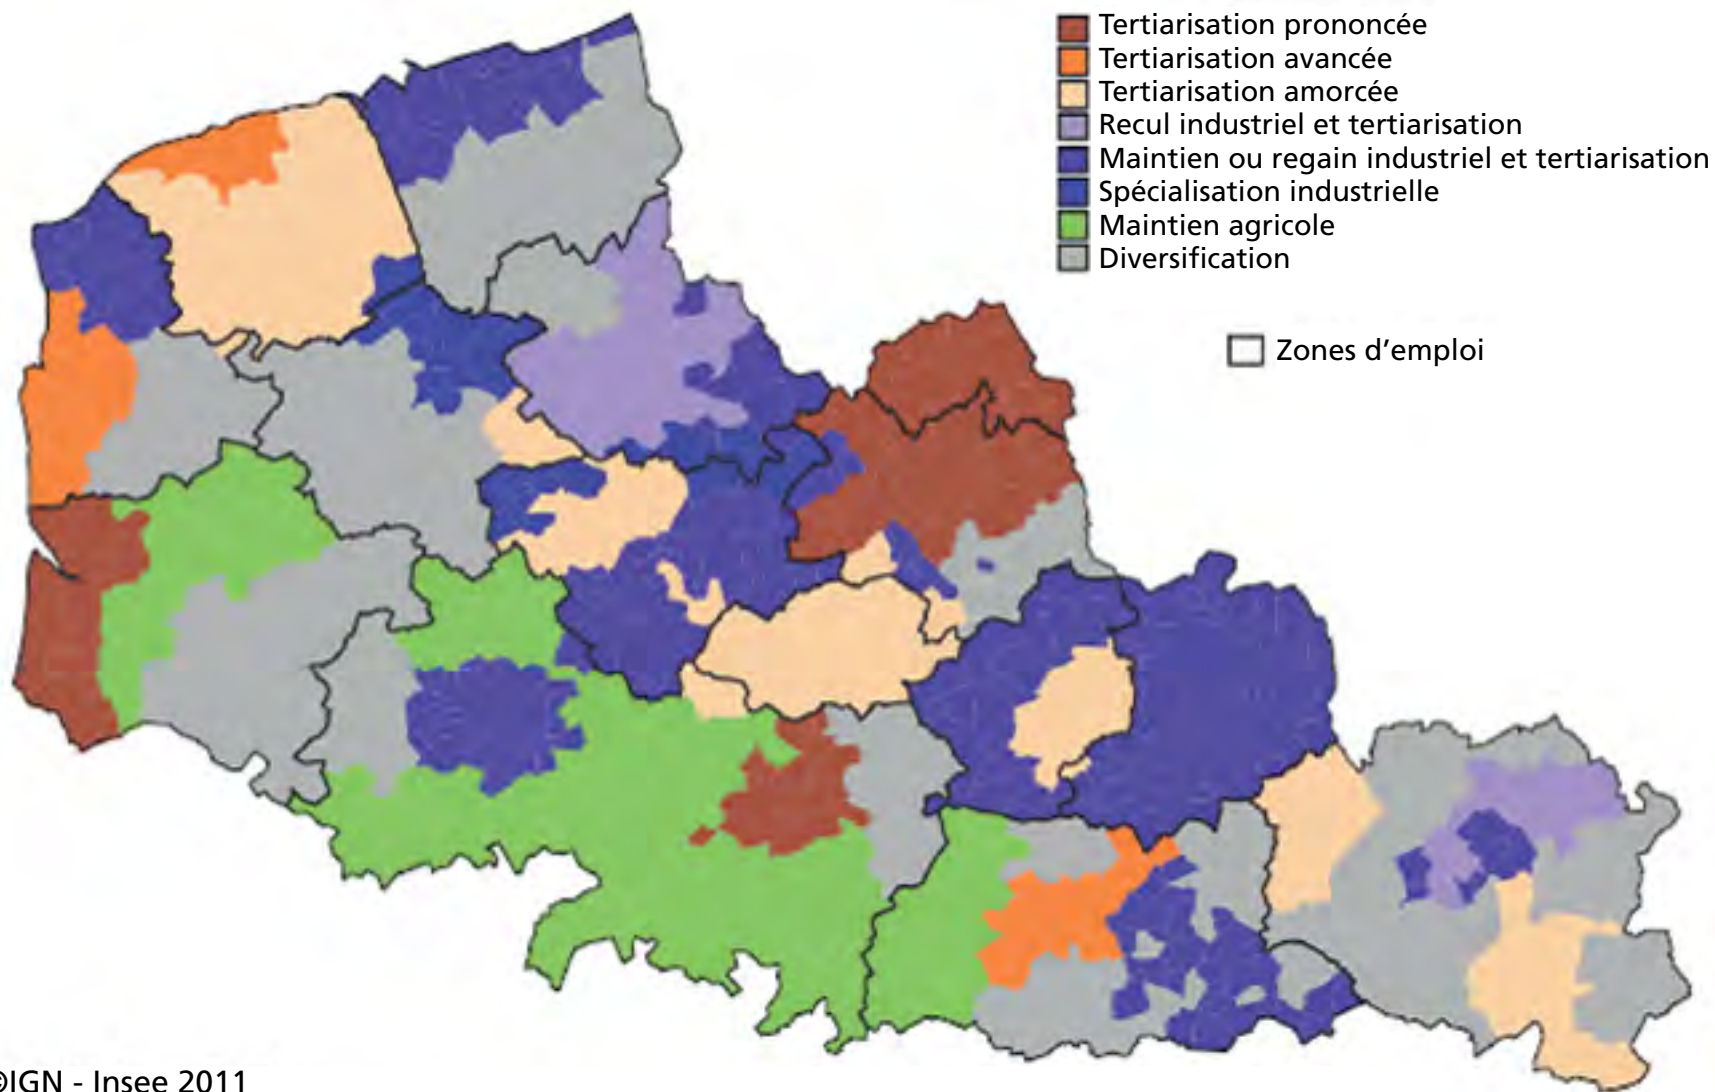 Tertiarisation prononcée
Tertiarisation avancée
Tertiarisation amorcée
Recul industriel et tertiarisation
Maintien ou regain industriel et tertiarisation
Spécialisation industrielle
Maintien agricole
Diversification
Zones d’emploi
©IGN - Insee 2011